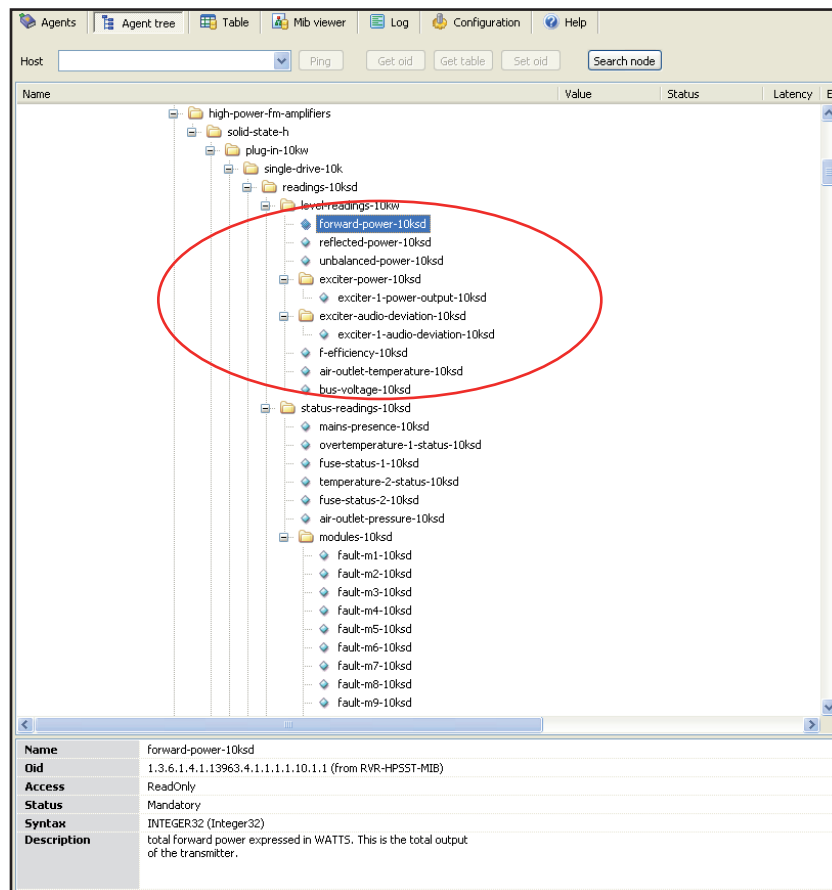 Agents Agent tree Table Mib viewer Log Configuration Help
Host Ping Get oid Get table Set oid Search node
Name Value Status Latency E
high-power-fm-amplifiers
solid-state-h
plug-in-10kw
single-drive-10k
readings-10ksd
level-readings-10kw
forward-power-10ksd
reflected-power-10ksd
unbalanced-power-10ksd
exciter-power-10ksd
exciter-1-power-output-10ksd
exciter-audio-deviation-10ksd
exciter-1-audio-deviation-10ksd
f-efficiency-10ksd
air-outlet-temperature-10ksd
bus-voltage-10ksd
status-readings-10ksd
mains-presence-10ksd
overtemperature-1-status-10ksd
fuse-status-1-10ksd
temperature-2-status-10ksd
fuse-status-2-10ksd
air-outlet-pressure-10ksd
modules-10ksd
fault-m1-10ksd
fault-m2-10ksd
fault-m3-10ksd
fault-m4-10ksd
fault-m5-10ksd
fault-m6-10ksd
fault-m7-10ksd
fault-m8-10ksd
fault-m9-10ksd
Name forward-power-10ksd
Oid 1.3.6.1.4.1.13963.4.1.1.1.1.10.1.1 (from RVR-HPSST-MIB)
Access ReadOnly
Status Mandatory
Syntax INTEGER32 (Integer32)
Description total forward power expressed in WATTS. This is the total output
of the transmitter.